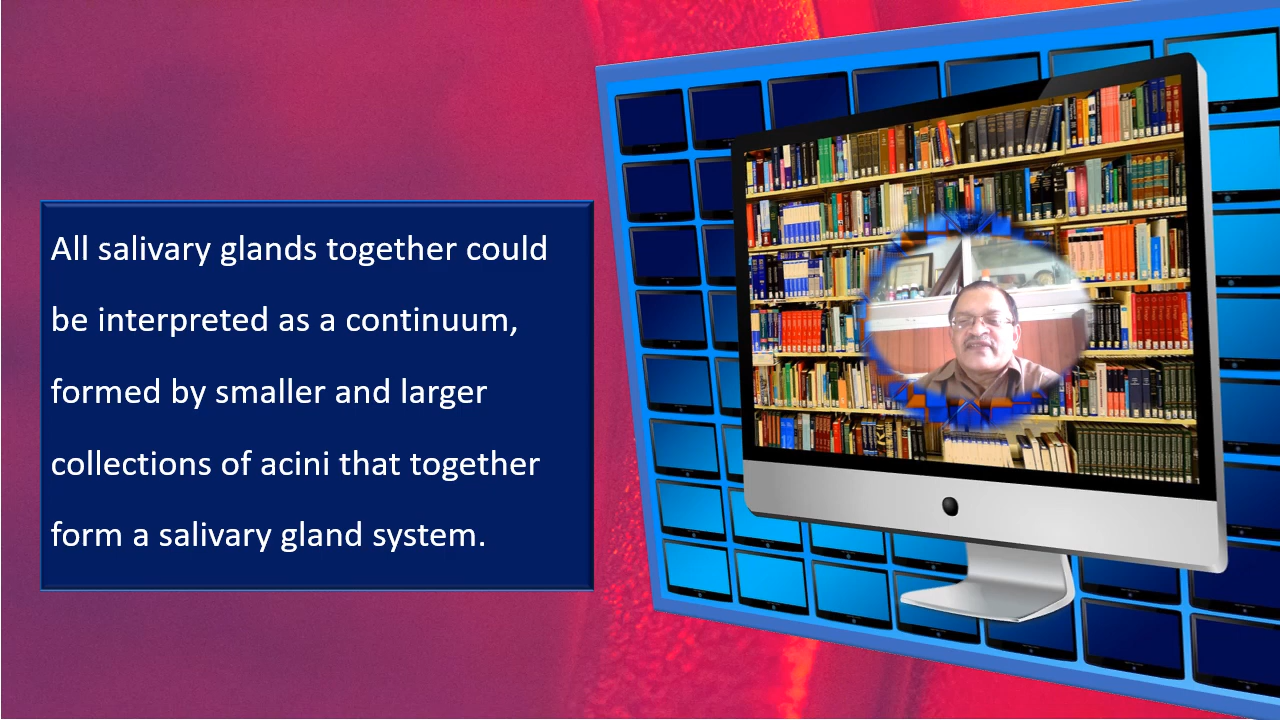 All salivary glands together could
be interpreted as a continuum,
formed by smaller and larger
collections of acini that together
form a salivary gland system.